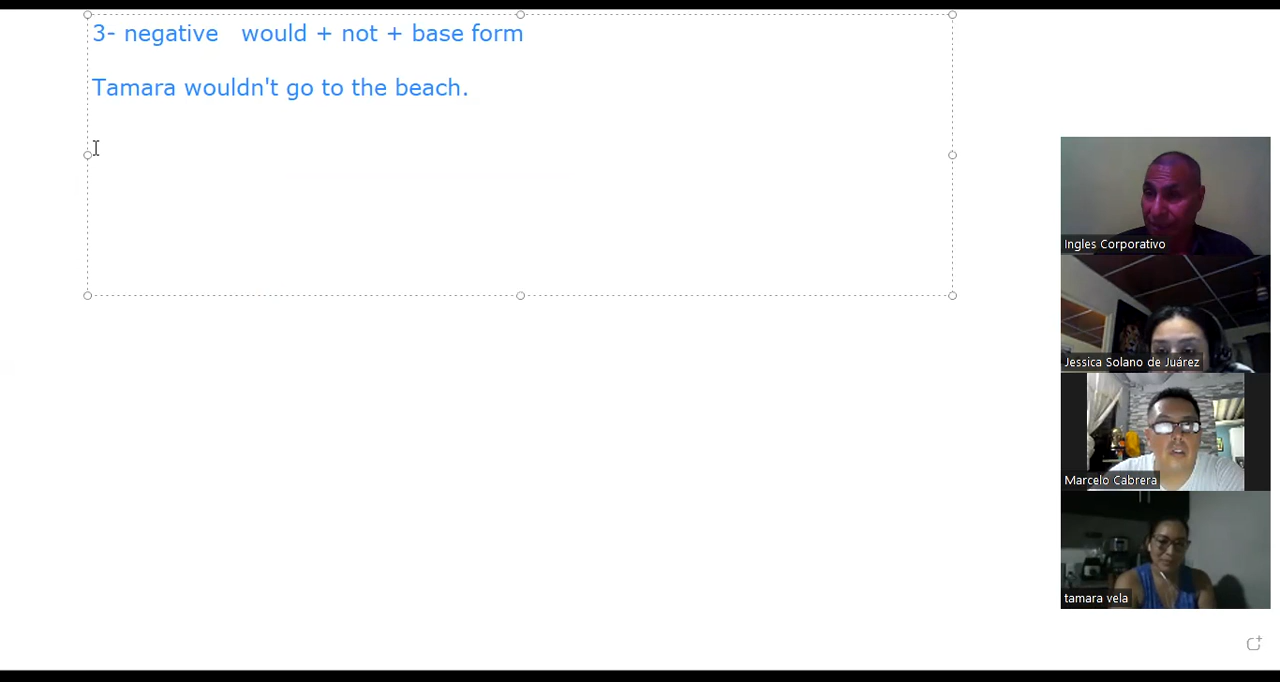 3- negative would + not + base form
Tamara wouldn't go to the beach.
Ingles Corporativo
Jessica Solano de Juárez
Marcelo Cabrera
tamara vela